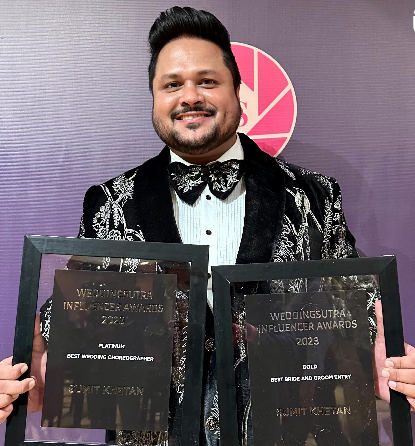 S
WEDDINGSUTRA
INFLUENCER AWARDS
2023
PLATINUM
BEST WEDDING CHOREOGRAPHER
SUMIT KHETAN
WEDDINGSUTRA
INFLUENCER AWARDS
2023
GOLD
BEST BRIDE AND GROOM ENTRY
SUMIT KHETAN